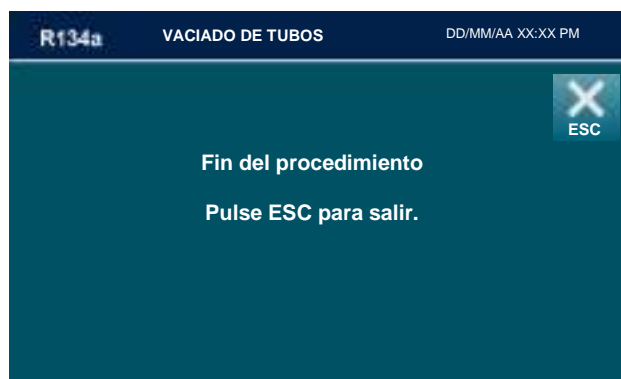 R134a VACIADO DE TUBOS DD/MM/AA XX:XX PM
ESC
Fin del procedimiento
Pulse ESC para salir.